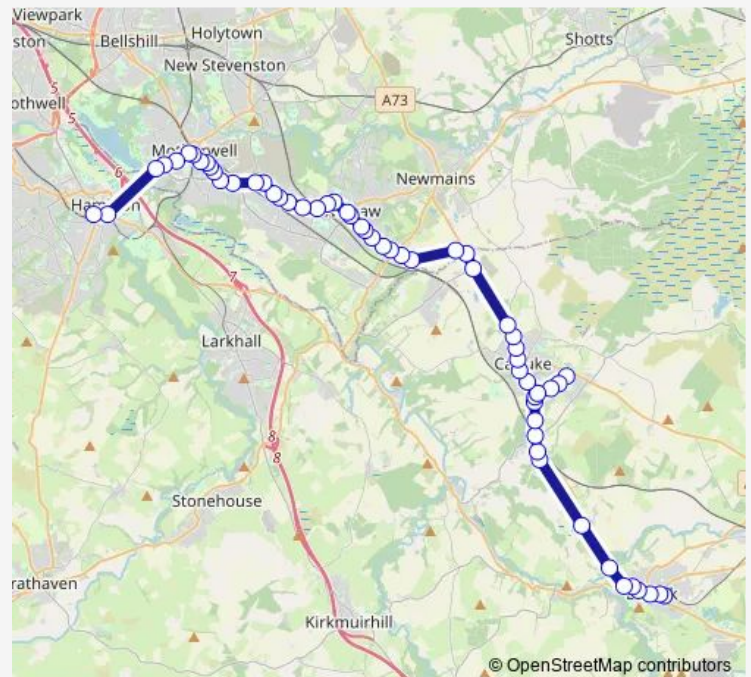 Viewpark
Holytown
Bellshill
Shotts
New Stevenston
5
A73
5
6
Newmains
7
Larkhall
8
8
Stonehouse
Kirkmuirhill
© OpenStreetMap contributors